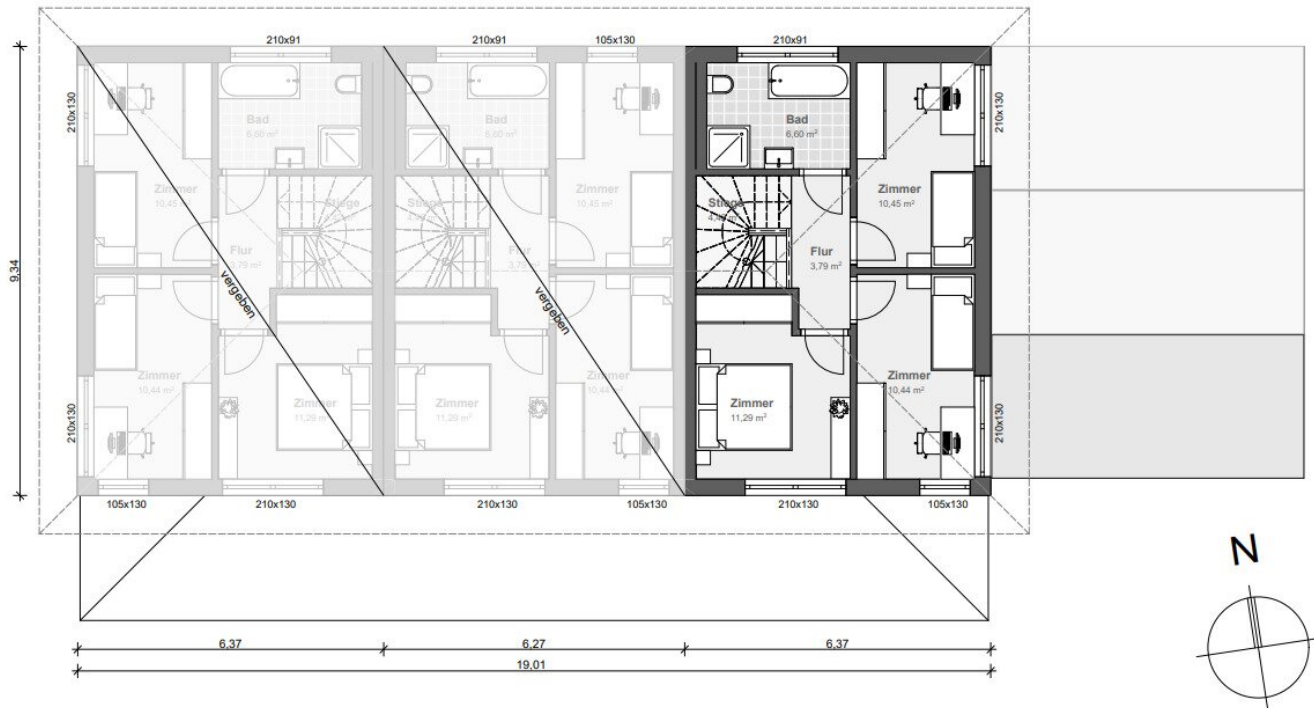 210x91
210x91
105x130
210x91
210x130
Bad
6,60 m²
Bad
6,60 m²
Bad
6,60 m²
210x130
Zimmer
10,45 m²
Stiege
Stiege
Zimmer
10,45 m²
Stiege
Zimmer
10,45 m²
9,34
Flur
3,79 m²
Flur
Flur
3,79 m²
vergeben
vergeben
Zimmer
10,44 m²
Zimmer
10,44 m²
Zimmer
10,44 m²
Zimmer
11,29 m²
Zimmer
11,29 m²
Zimmer
11,29 m²
210x130
210x130
105x130
210x130
210x130
105x130
210x130
105x130
N
6,37
6,27
6,37
19,01